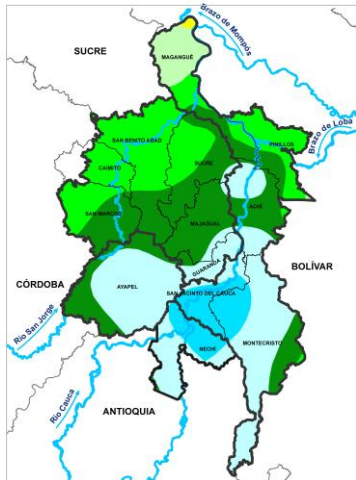 Brazo de Mompós
SUCRE
MAGANGUÉ
Brazo de Loba
SAN BENITO ABAD
SUCRE
PINILLOS
CAIMITO
SAN MARCOS
MAJAGUAL
ACHÍ
GUARANDA
BOLÍVAR
CÓRDOBA
AYAPEL
SAN JACINTO DEL CAUCA
Río San Jorge
MONTECRISTO
NECHÍ
Río Cauca
ANTIOQUIA